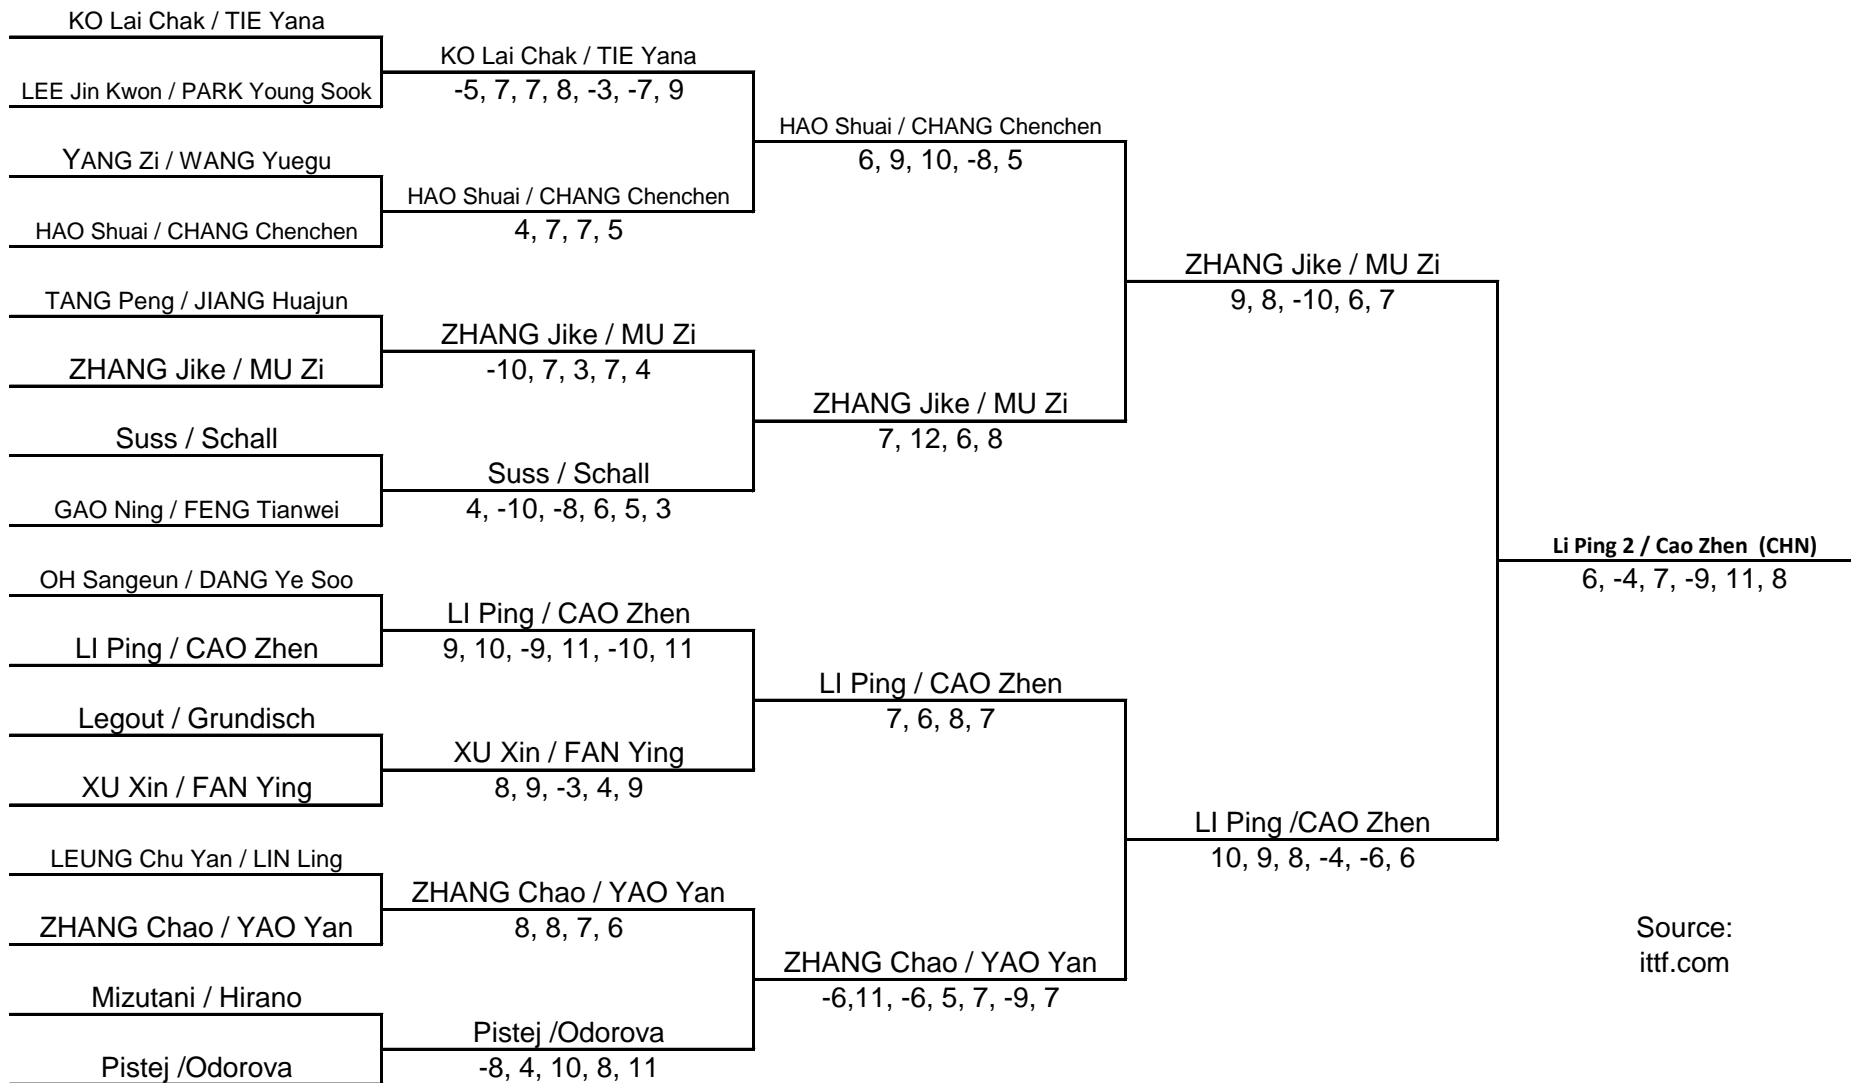 KO Lai Chak / TIE Yana
LEE Jin Kwon / PARK Young Sook
YANG Zi / WANG Yuegu
HAO Shuai / CHANG Chenchen
TANG Peng / JIANG Huajun
ZHANG Jike / MU Zi
Suss / Schall
GAO Ning / FENG Tianwei
OH Sangeun / DANG Ye Soo
LI Ping / CAO Zhen
Legout / Grundisch
XU Xin / FAN Ying
LEUNG Chu Yan / LIN Ling
ZHANG Chao / YAO Yan
Mizutani / Hirano
Pistej /Odorova
KO Lai Chak / TIE Yana
-5, 7, 7, 8, -3, -7, 9
HAO Shuai / CHANG Chenchen
4, 7, 7, 5
ZHANG Jike / MU Zi
-10, 7, 3, 7, 4
Suss / Schall
4, -10, -8, 6, 5, 3
LI Ping / CAO Zhen
9, 10, -9, 11, -10, 11
XU Xin / FAN Ying
8, 9, -3, 4, 9
ZHANG Chao / YAO Yan
8, 8, 7, 6
Pistej /Odorova
-8, 4, 10, 8, 11
HAO Shuai / CHANG Chenchen
6, 9, 10, -8, 5
ZHANG Jike / MU Zi
7, 12, 6, 8
LI Ping / CAO Zhen
7, 6, 8, 7
ZHANG Chao / YAO Yan
-6,11, -6, 5, 7, -9, 7
ZHANG Jike / MU Zi
9, 8, -10, 6, 7
LI Ping /CAO Zhen
10, 9, 8, -4, -6, 6
Li Ping 2 / Cao Zhen (CHN)
6, -4, 7, -9, 11, 8
Source:
ittf.com